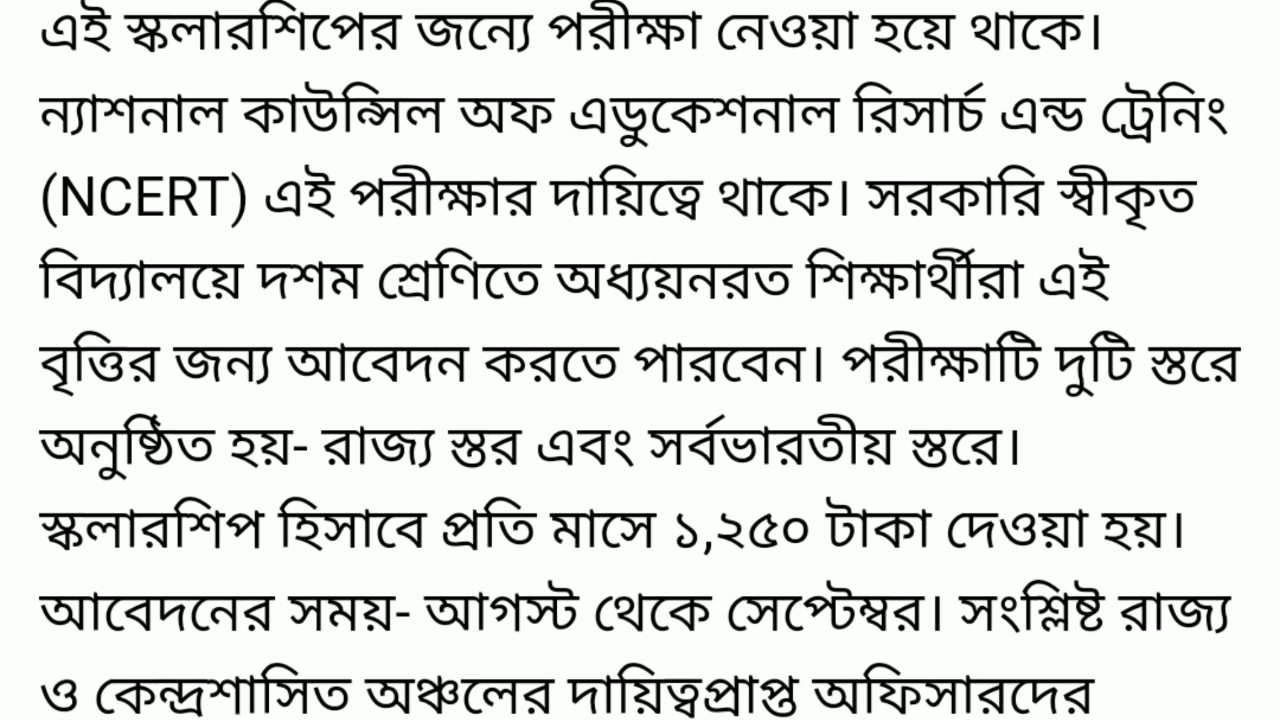 এই স্কলারশিপের জন্যে পরীক্ষা নেওয়া হয়ে থাকে।
ন্যাশনাল কাউন্সিল অফ এডুকেশনাল রিসার্চ এন্ড ট্রেনিং
(NCERT) এই পরীক্ষার দায়িত্বে থাকে। সরকারি স্বীকৃত
বিদ্যালয়ে দশম শ্রেণিতে অধ্যয়নরত শিক্ষার্থীরা এই
বৃত্তির জন্য আবেদন করতে পারবেন। পরীক্ষাটি দুটি স্তরে
অনুষ্ঠিত হয়- রাজ্য স্তর এবং সর্বভারতীয় স্তরে।
স্কলারশিপ হিসাবে প্রতি মাসে ১,২৫০ টাকা দেওয়া হয়।
আবেদনের সময়- আগস্ট থেকে সেপ্টেম্বর। সংশ্লিষ্ট রাজ্য
ও কেন্দ্রশাসিত অঞ্চলের দায়িত্বপ্রাপ্ত অফিসারদের